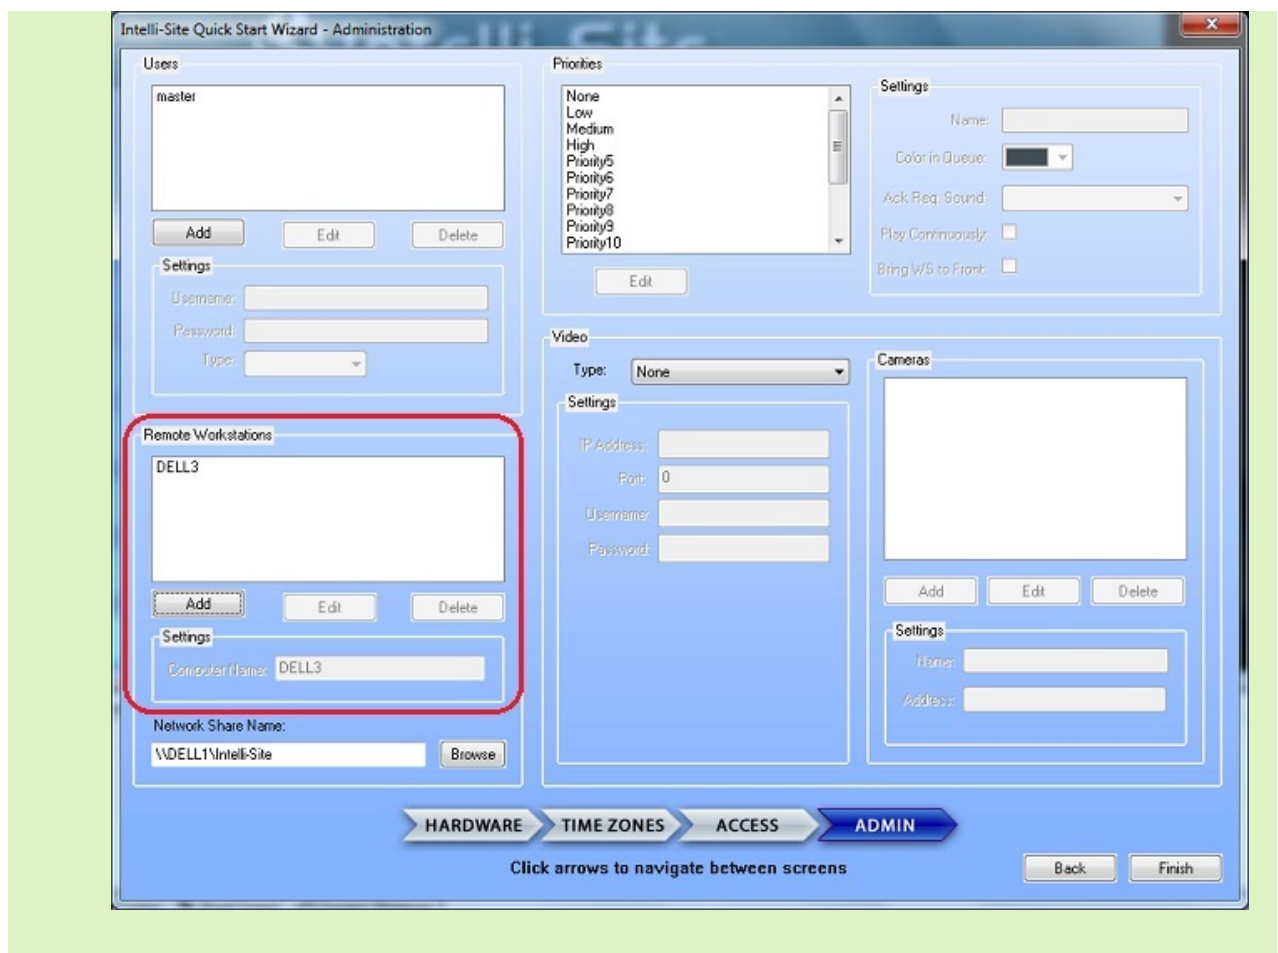 Intelli-Site Quick Start Wizard - Administration
Users
master
Add
Edit
Delete
Settings
Username:
Password:
Type:
Remote Workstations
DELL3
Add
Edit
Delete
Settings
Computer Name: DELL3
Network Share Name:
\\DELL1\Intelli-Site
Browse
Priorities
None
Low
Medium
High
Priority5
Priority6
Priority7
Priority8
Priority9
Priority10
Edit
Settings
Name:
Color in Queue:
Ack Req. Sound:
Play Continuously:
Bring WS to Front:
Video
Type: None
Settings
IP Address:
Port: 0
Username:
Password:
Cameras
Add
Edit
Delete
Settings
Name:
Address:
HARDWARE
TIME ZONES
ACCESS
ADMIN
Click arrows to navigate between screens
Back
Finish